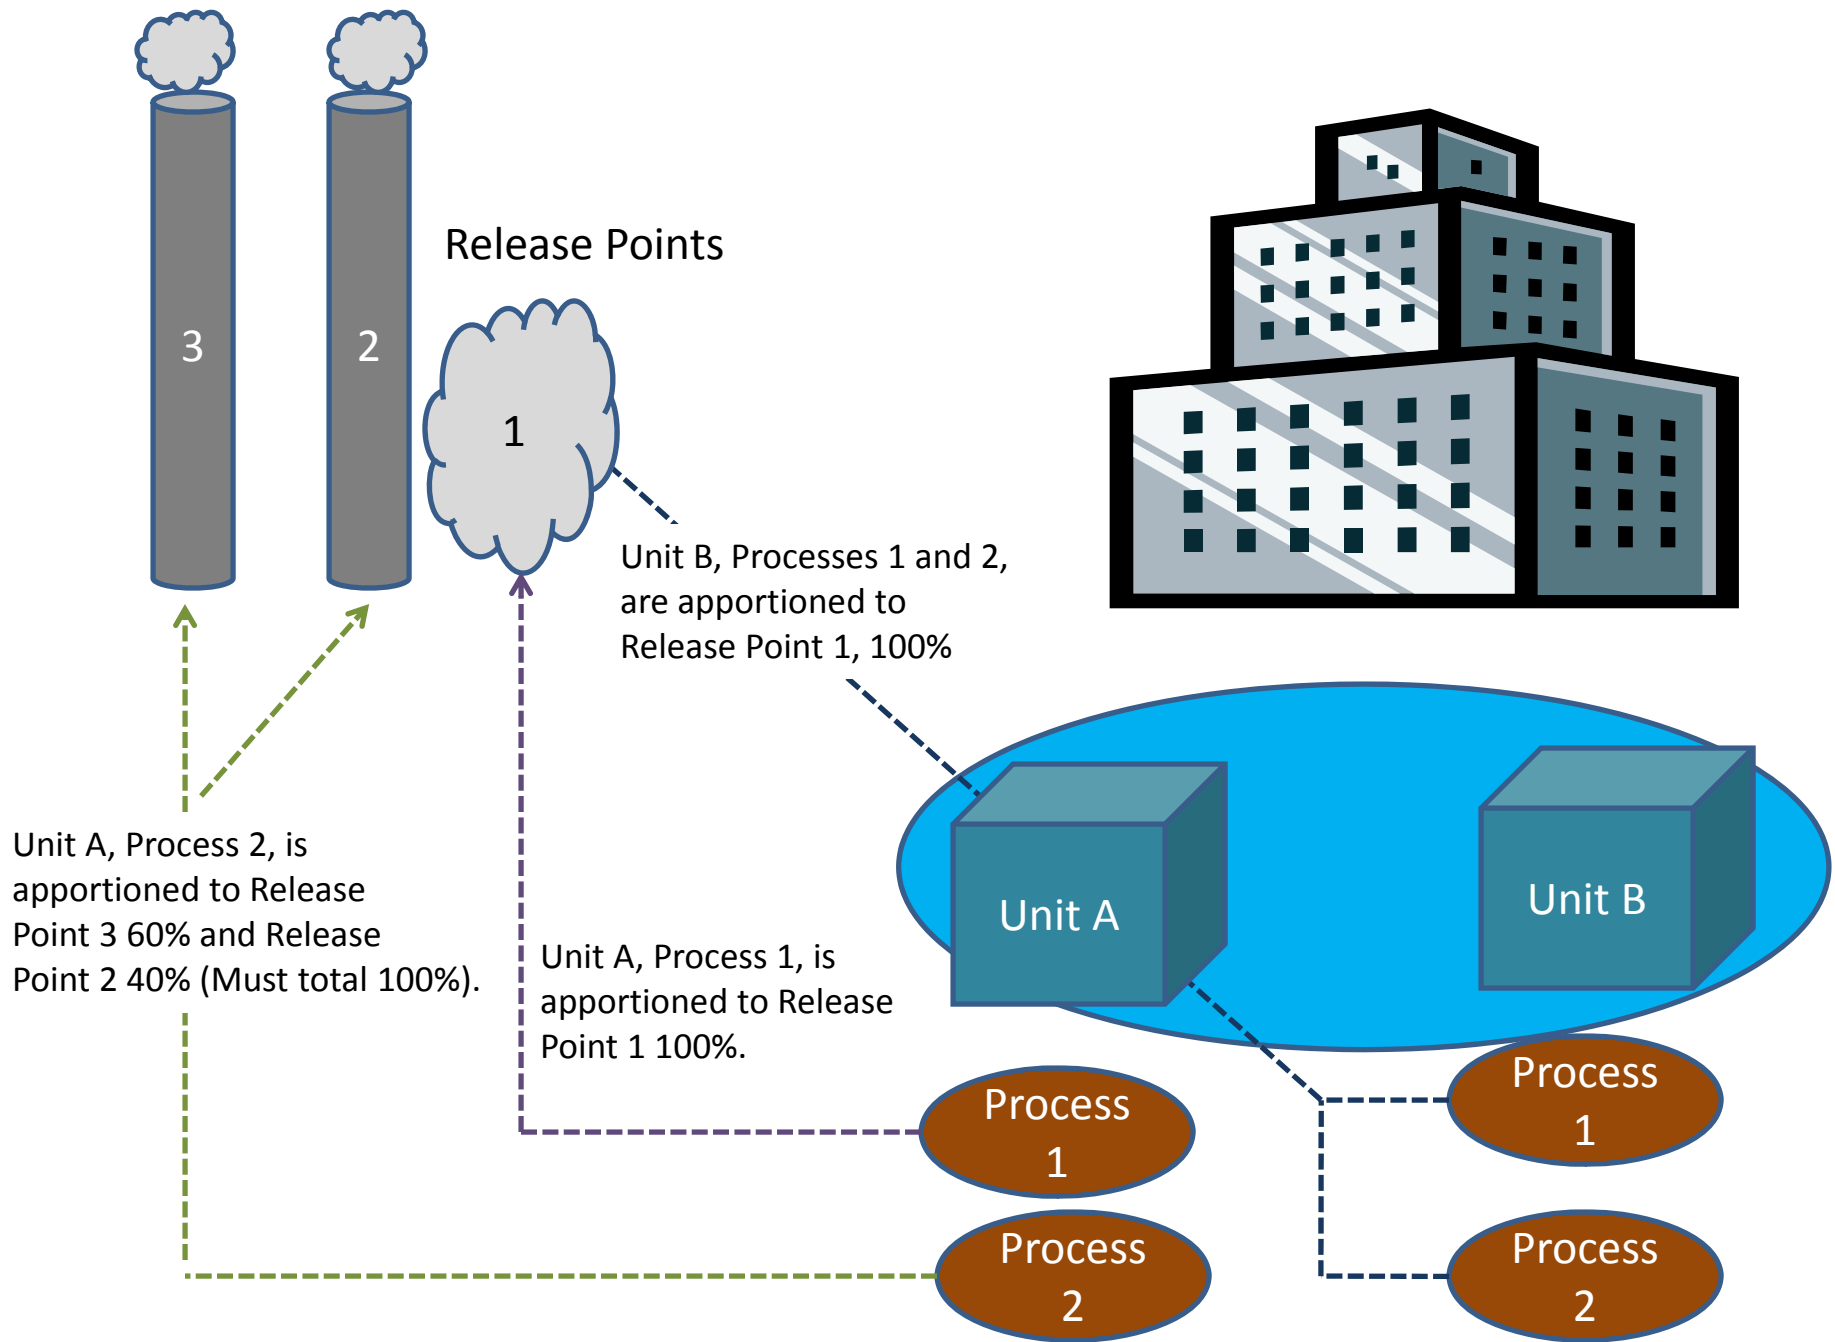 Release Points
3
2
1
Unit B, Processes 1 and 2,
are apportioned to
Release Point 1, 100%
Unit A, Process 2, is
apportioned to Release
Point 3 60% and Release
Point 2 40% (Must total 100%).
Unit A, Process 1, is
apportioned to Release
Point 1 100%.
Unit A
Unit B
Process
1
Process
2
Process
1
Process
2